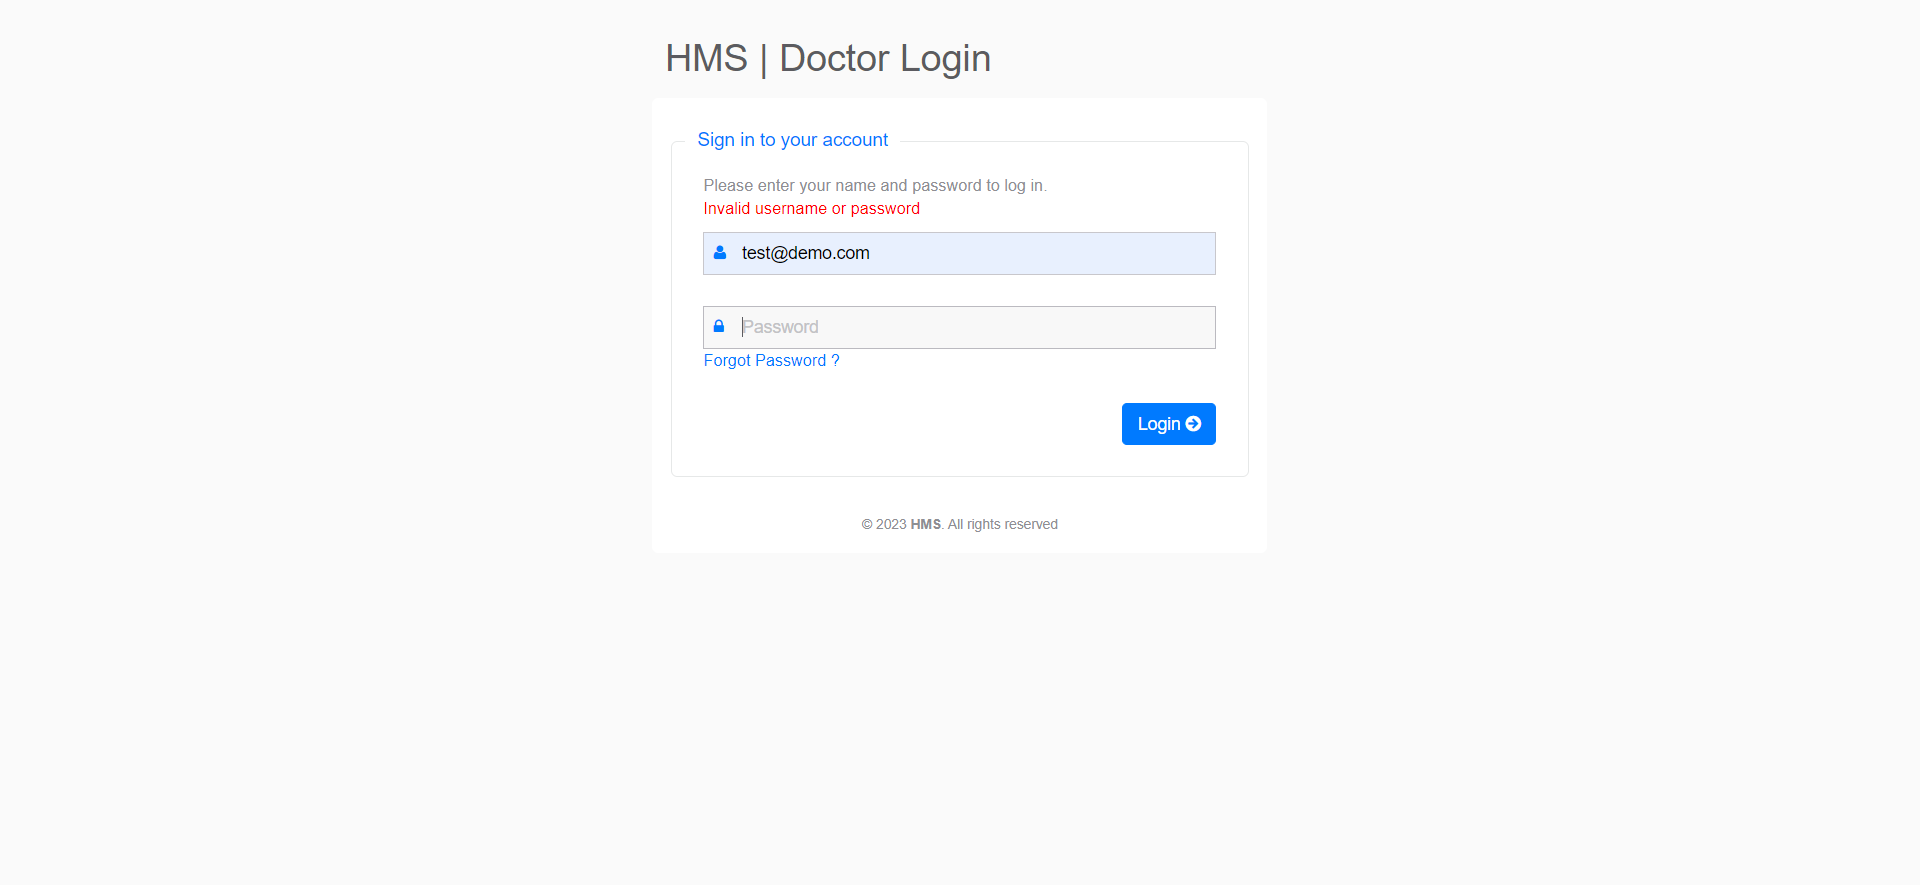 HMS | Doctor Login
Sign in to your account
Please enter your name and password to log in.
Invalid username or password
test@demo.com
Password
Forgot Password ?
Login
© 2023 HMS. All rights reserved